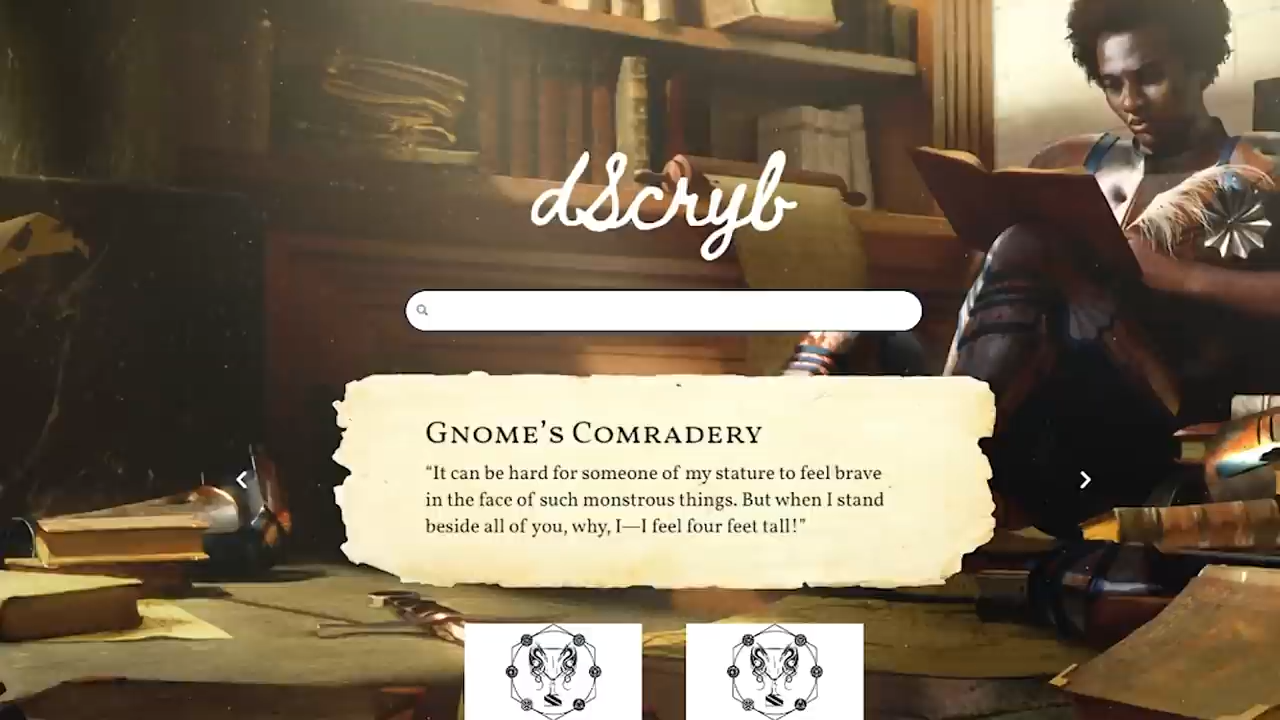 dScryb
Gnome's Comradery
“It can be hard for someone of my stature to feel brave
in the face of such monstrous things. But when I stand
beside all of you, why, I—I feel four feet tall!”